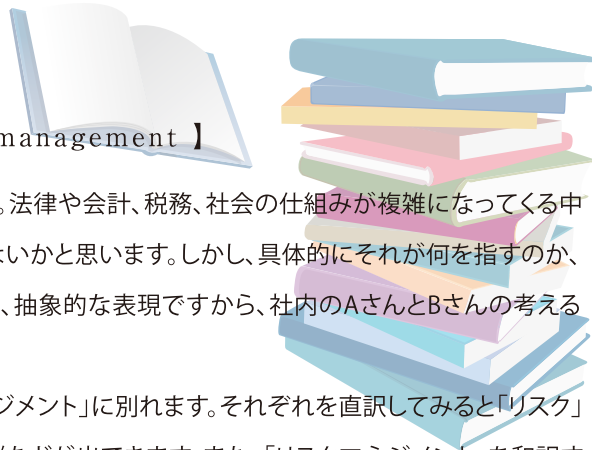 management 】
。法律や会計、税務、社会の仕組みが複雑になってくる中
いかと思います。しかし、具体的にそれが何を指すのか、
、抽象的な表現ですから、社内のAさんとBさんの考える
ジメント」に別れます。それぞれを直訳してみると「リスク」